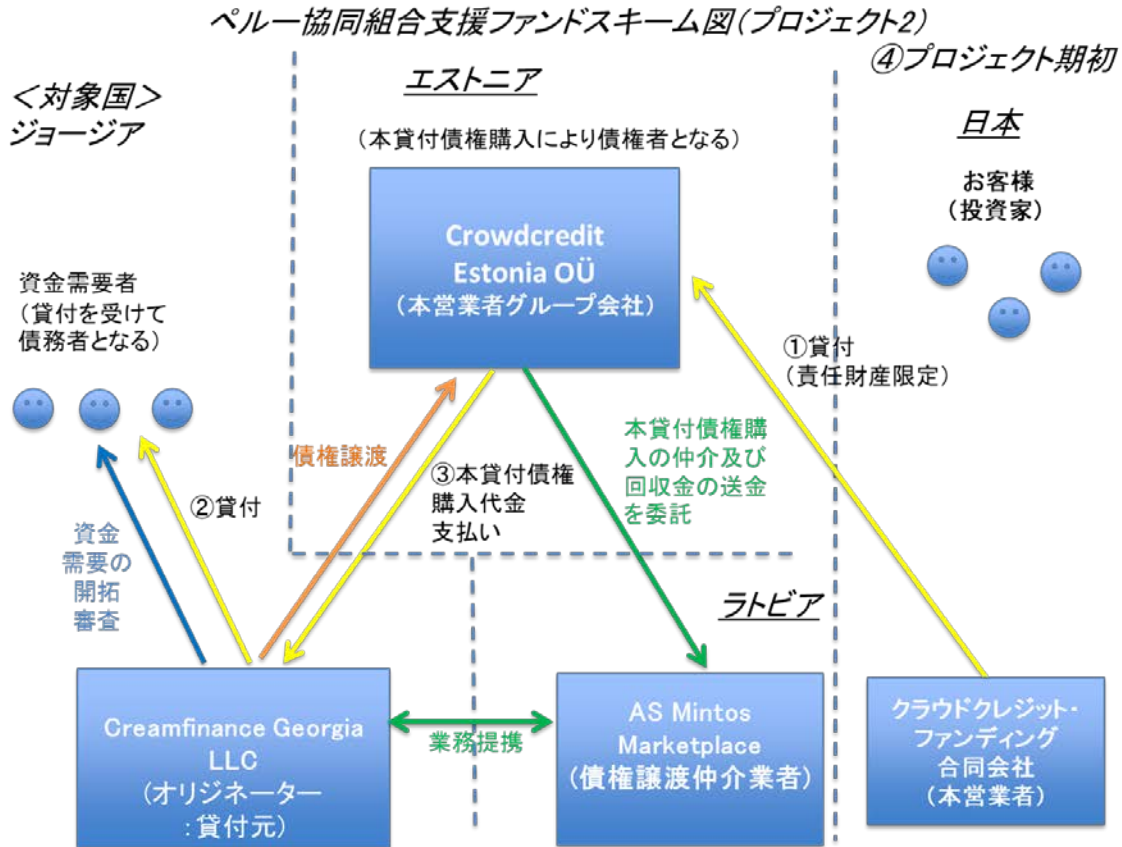 ペルー協同組合支援ファンドスキーム図(プロジェクト2)
④プロジェクト期初
<対象国>
ジョージア
エストニア
日本
(本貸付債権購入により債権者となる)
お客様
(投資家)
Crowdcredit
Estonia OÜ
(本営業者グループ会社)
資金需要者
(貸付を受けて
債務者となる)
①貸付
(責任財産限定)
債権譲渡
③本貸付債権
購入代金
支払い
本貸付債権購
入の仲介及び
回収金の送金
を委託
②貸付
資金
需要の
開拓
審査
ラトビア
Creamfinance Georgia
LLC
(オリジネーター
:貸付元)
業務提携
AS Mintos
Marketplace
(債権譲渡仲介業者)
クラウドクレジット・
ファンディング
合同会社
(本営業者)